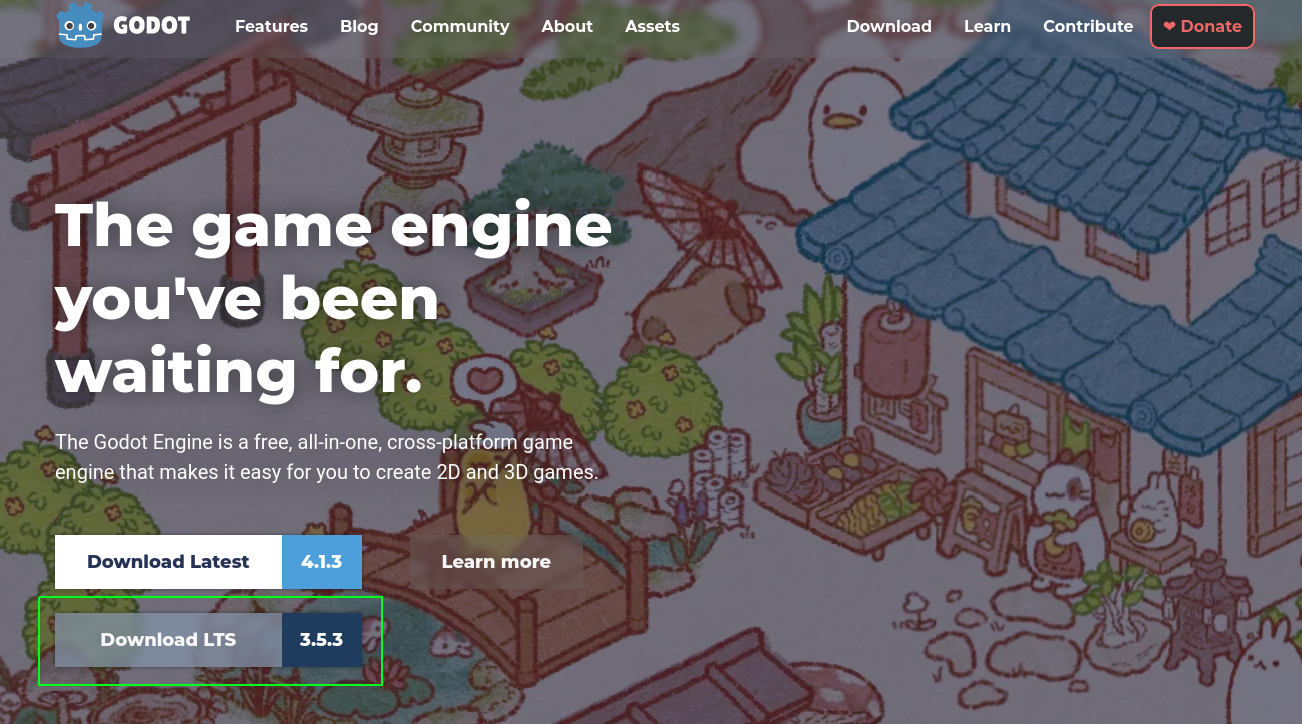 GODOT Features Blog Community About Assets Download Learn Contribute ❤ Donate
The game engine
you've been
waiting for.
The Godot Engine is a free, all-in-one, cross-platform game
engine that makes it easy for you to create 2D and 3D games.
Download Latest 4.1.3 Learn more
Download LTS 3.5.3